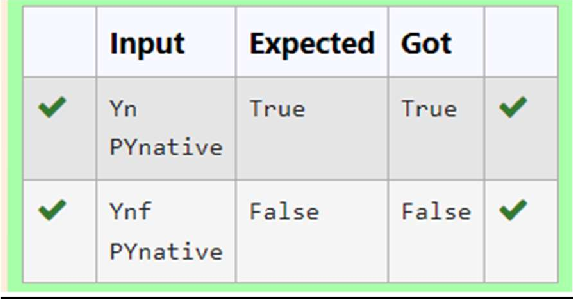 Input Expected Got
Yn True True
PYnative
Ynf False False
PYnative